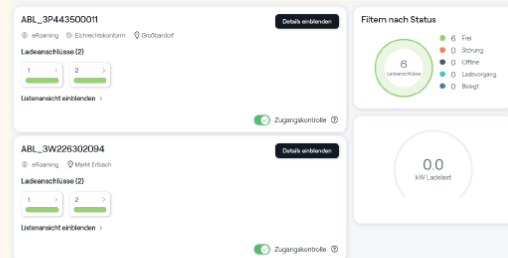 ABL_3P443500011
Details einblenden
eRoaming Eichrechtskonform Großbardorf
Ladeanschlüsse (2)
1 2
Listenansicht einblenden
Zugangskontrolle
ABL_3W226302094
Details einblenden
eRoaming Markt Erlbach
Ladeanschlüsse (2)
1 2
Listenansicht einblenden
Zugangskontrolle
Filtern nach Status
6
Ladeanschlüsse
6 Frei
0 Störung
0 Offline
0 Ladevorgang
0 Belegt
0.0
kW Ladelast